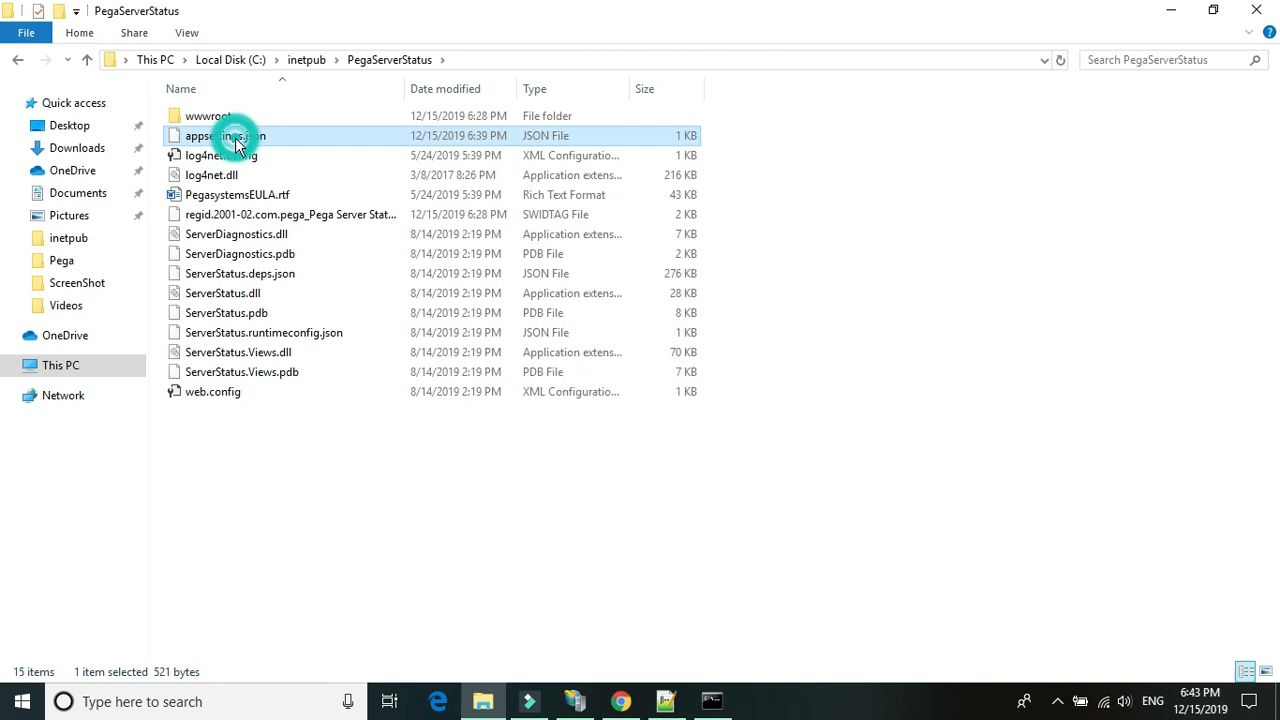 PegaServerStatus
File Home Share View
This PC Local Disk (C:) inetpub PegaServerStatus Search PegaServerStatus
Name Date modified Type Size
Quick access
Desktop
Downloads
OneDrive
Documents
Pictures
inetpub
Pega
ScreenShot
Videos
OneDrive
This PC
Network
wwwroot 12/15/2019 6:28 PM File folder
appsettings.json 12/15/2019 6:39 PM JSON File 1 KB
log4net.config 5/24/2019 5:39 PM XML Configuratio... 1 KB
log4net.dll 3/8/2017 8:26 PM Application extens... 216 KB
PegasystemsEULA.rtf 5/24/2019 5:39 PM Rich Text Format 43 KB
regid.2001-02.com.pega_Pega Server Stat... 12/15/2019 6:28 PM SWIDTAG File 2 KB
ServerDiagnostics.dll 8/14/2019 2:19 PM Application extens... 7 KB
ServerDiagnostics.pdb 8/14/2019 2:19 PM PDB File 2 KB
ServerStatus.deps.json 8/14/2019 2:19 PM JSON File 276 KB
ServerStatus.dll 8/14/2019 2:19 PM Application extens... 28 KB
ServerStatus.pdb 8/14/2019 2:19 PM PDB File 8 KB
ServerStatus.runtimeconfig.json 8/14/2019 2:19 PM JSON File 1 KB
ServerStatus.Views.dll 8/14/2019 2:19 PM Application extens... 70 KB
ServerStatus.Views.pdb 8/14/2019 2:19 PM PDB File 7 KB
web.config 8/14/2019 2:19 PM XML Configuratio... 1 KB
15 items 1 item selected 521 bytes
Type here to search ENG 6:43 PM
12/15/2019